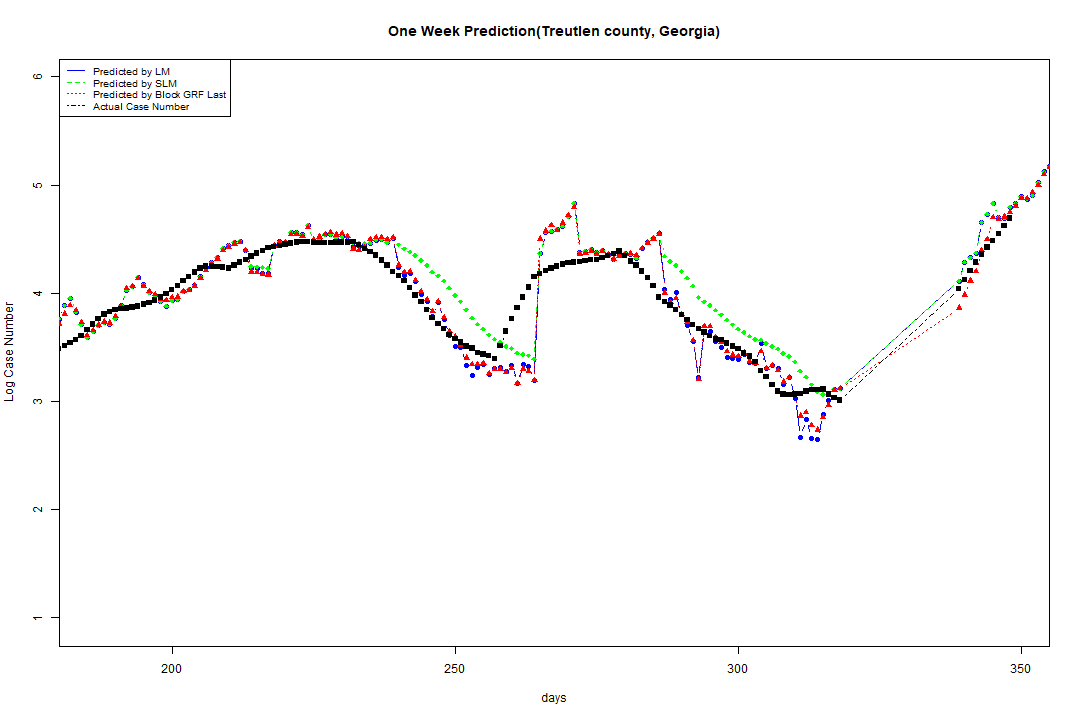 One Week Prediction(Treutlen county, Georgia)
Predicted by LM
Predicted by SLM
Predicted by Block GRF Last
Actual Case Number
6
5
4
3
2
1
Log Case Number
200
250
300
350
days